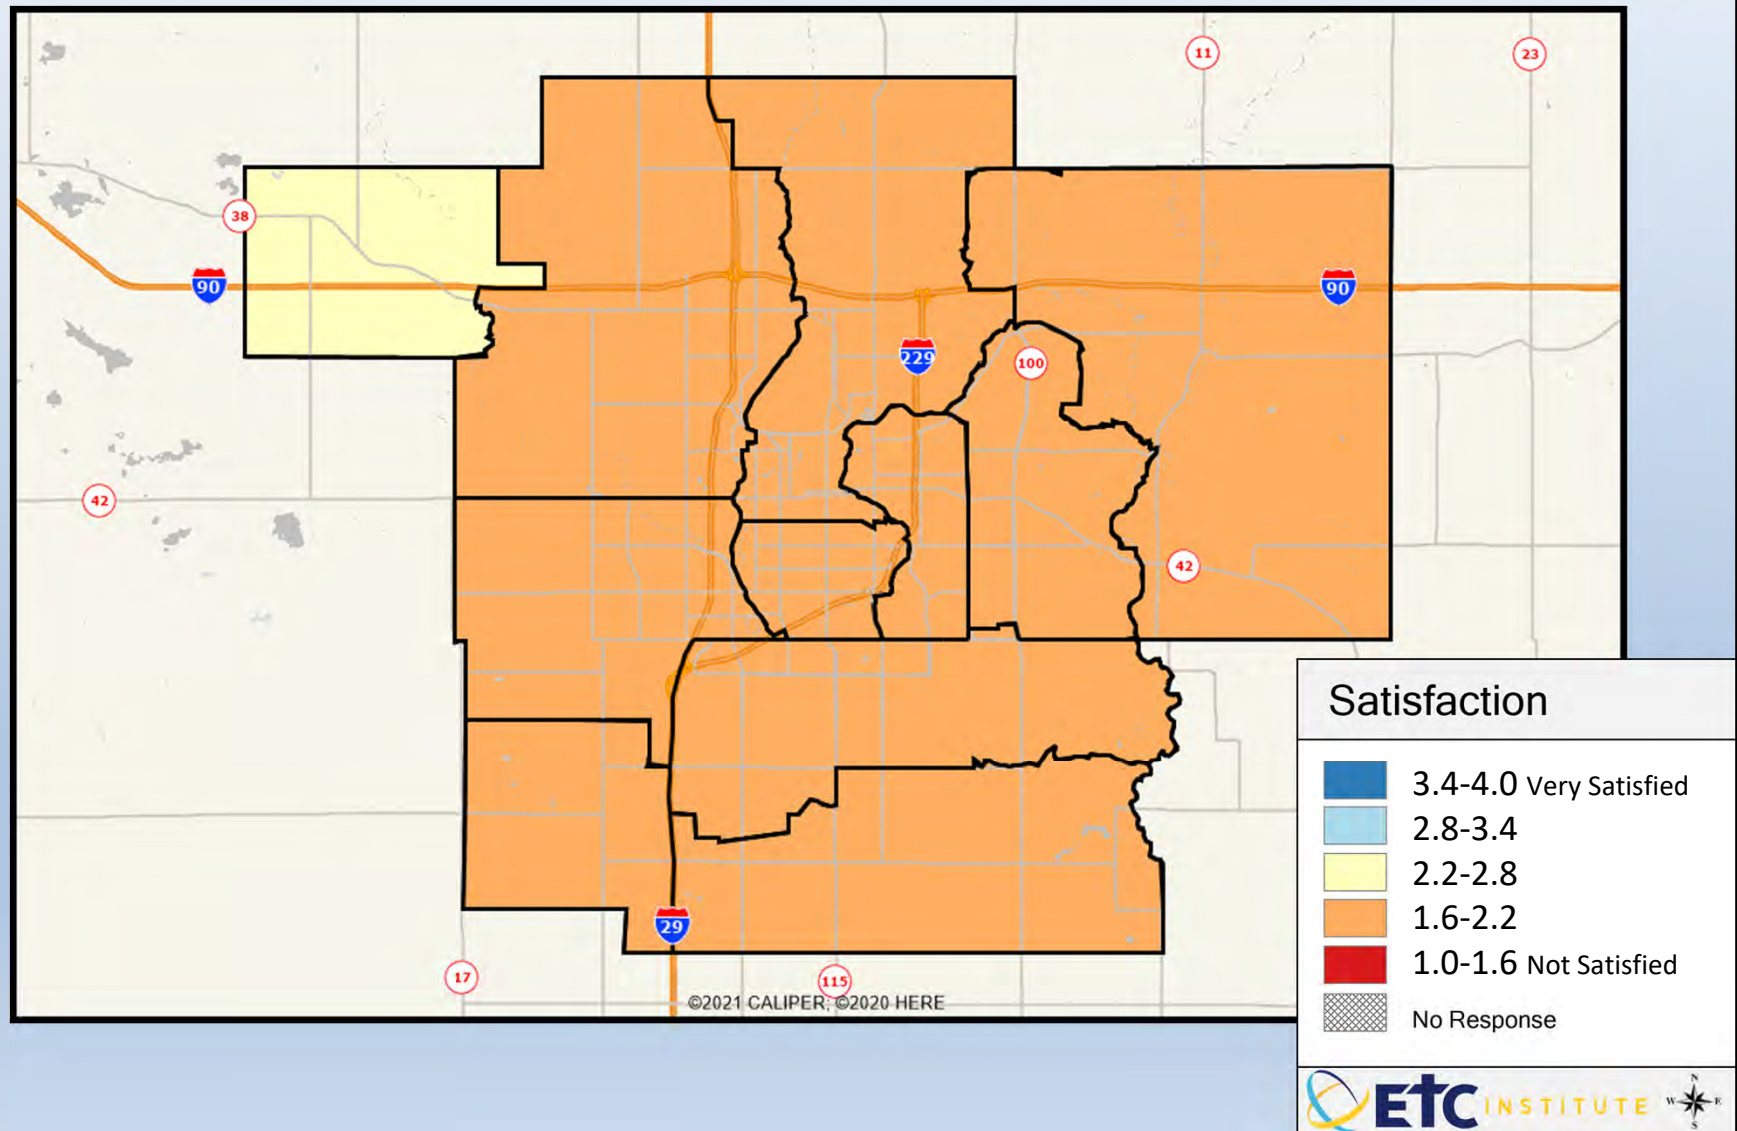 11
23
38
90
90
229
100
42
42
Satisfaction
3.4-4.0 Very Satisfied
2.8-3.4
2.2-2.8
1.6-2.2
1.0-1.6 Not Satisfied
No Response
29
17
115
©2021 CALIPER; ©2020 HERE
ETC INSTITUTE
N
W E
S